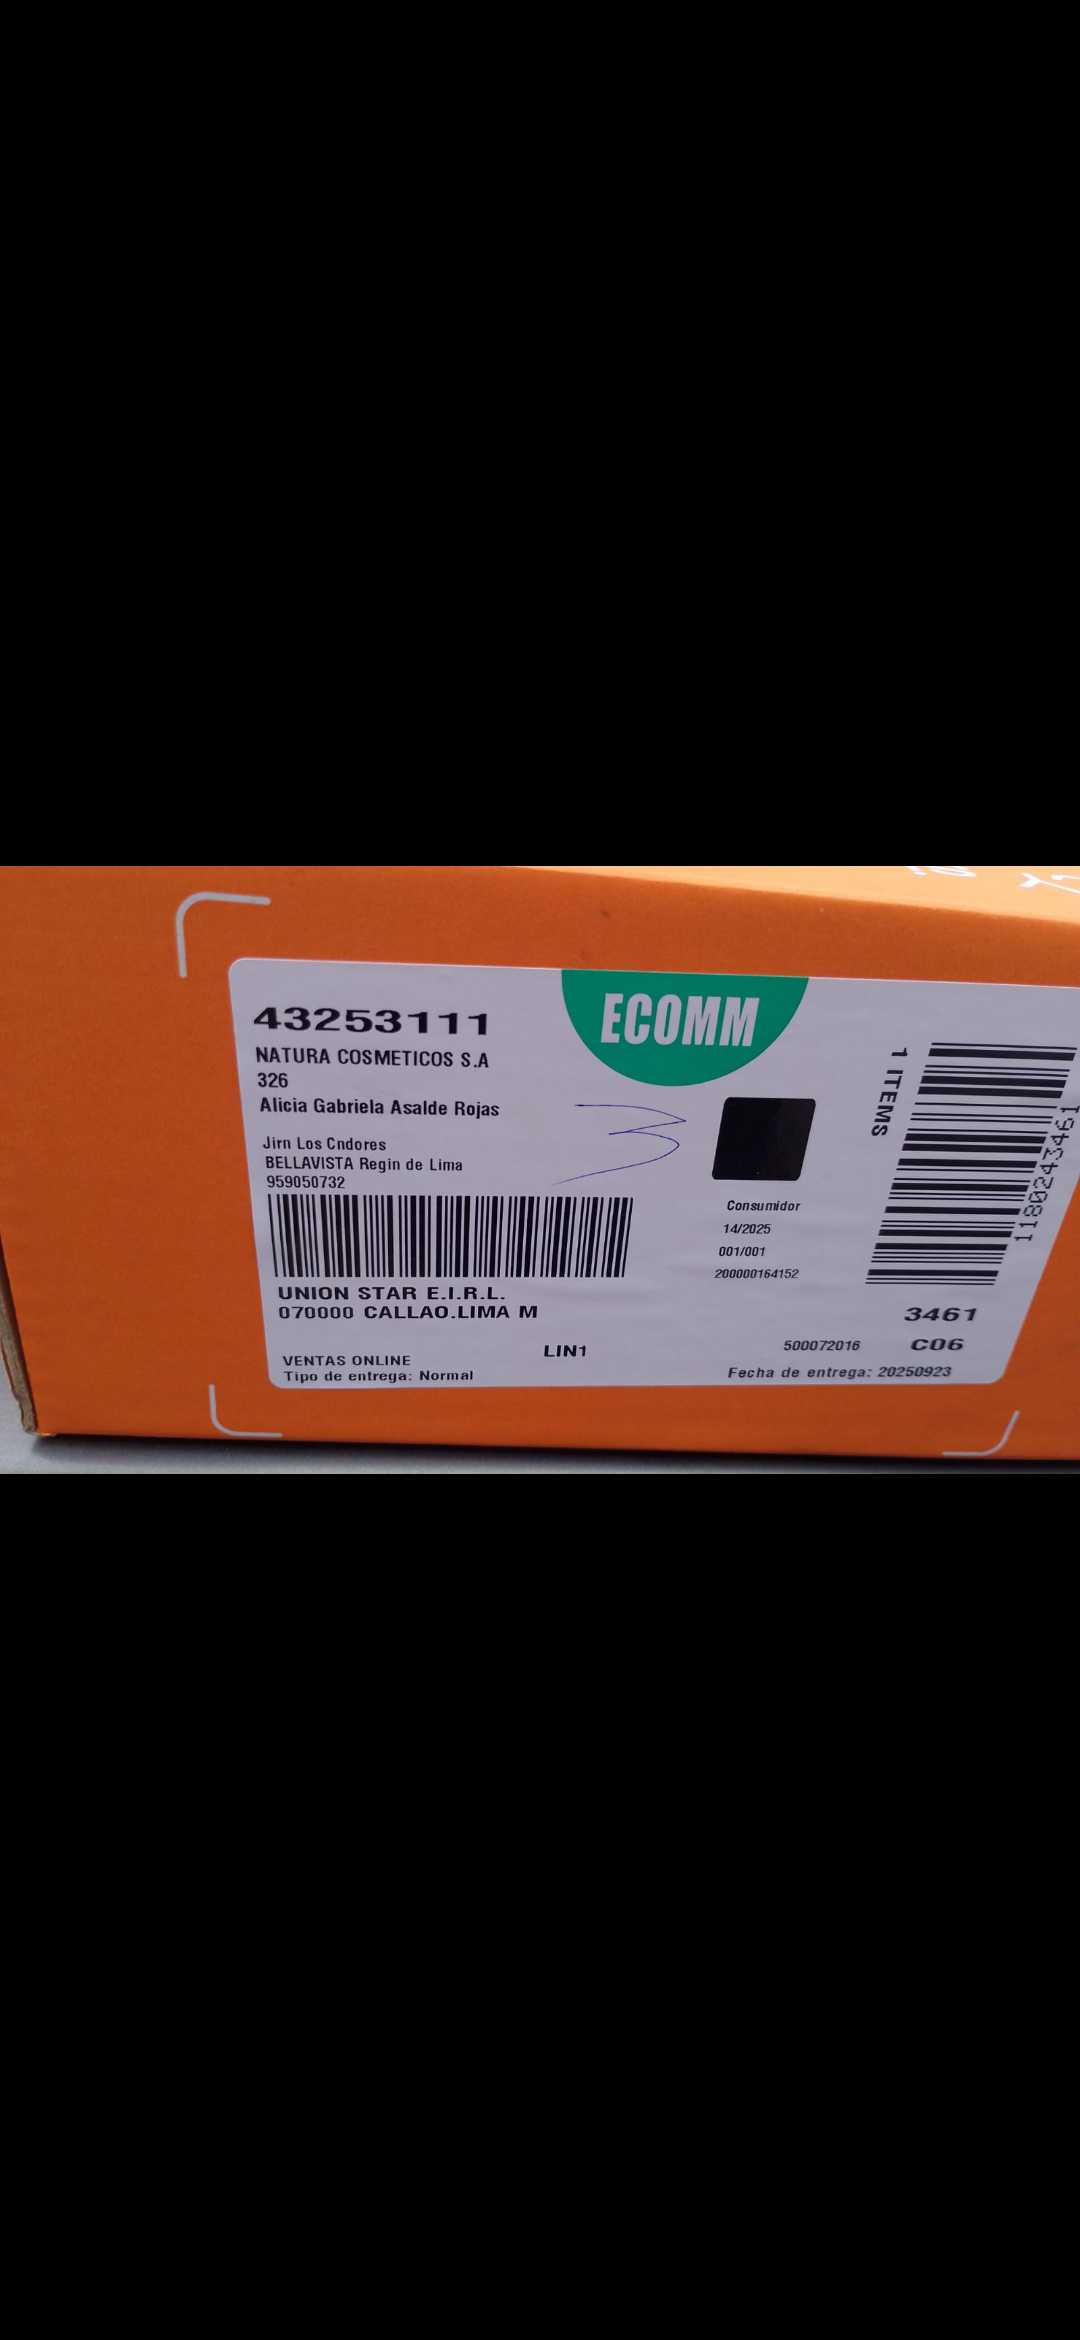 43253111
NATURA COSMETICOS S.A
326
Alicia Gabriela Asalde Rojas
Jirn Los Cndores
BELLAVISTA Regin de Lima
959050732
UNION STAR E.I.R.L.
070000 CALLAO.LIMA M
LIN1
VENTAS ONLINE
Tipo de entrega: Normal
ECOMM
3
Consumidor
14/2025
001/001
200000164152
1 ITEMS
1180243461
3461
500072016 C06
Fecha de entrega: 20250923